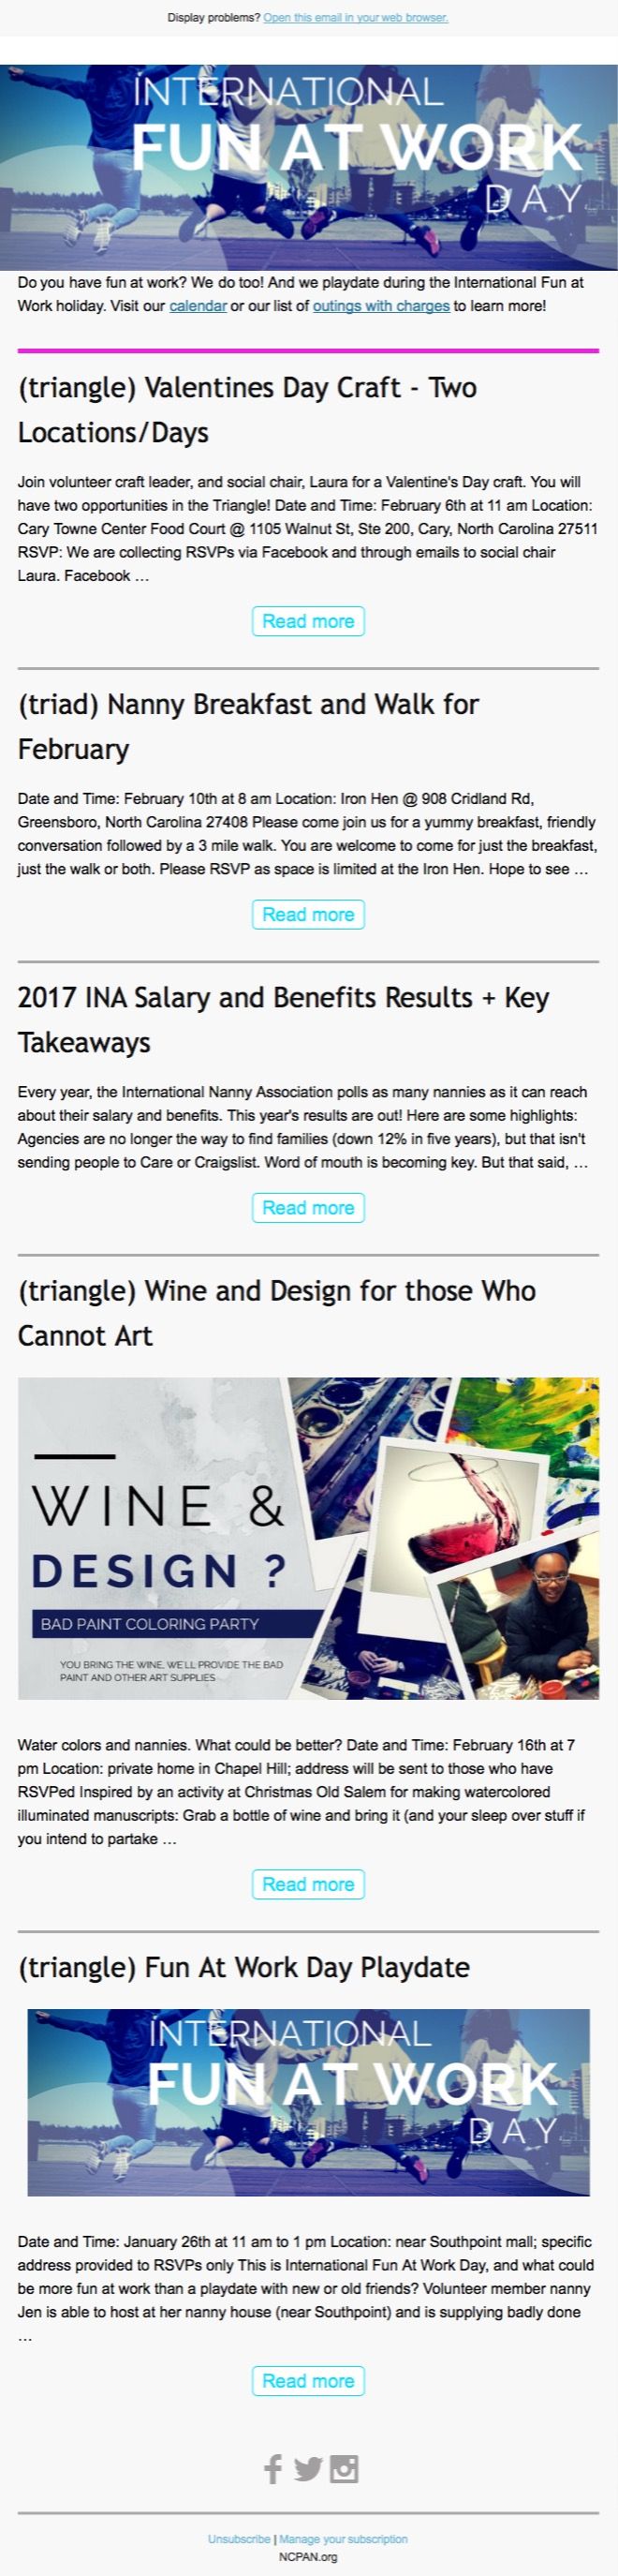 Display problems? Open this email in your web browser.
INTERNATIONAL
FUN AT WORK
DAY
Do you have fun at work? We do too! And we playdate during the International Fun at
Work holiday. Visit our calendar or our list of outings with charges to learn more!
(triangle) Valentines Day Craft - Two
Locations/Days
Join volunteer craft leader, and social chair, Laura for a Valentine's Day craft. You will
have two opportunities in the Triangle! Date and Time: February 6th at 11 am Location:
Cary Towne Center Food Court @ 1105 Walnut St, Ste 200, Cary, North Carolina 27511
RSVP: We are collecting RSVPs via Facebook and through emails to social chair
Laura. Facebook …
Read more
(triad) Nanny Breakfast and Walk for
February
Date and Time: February 10th at 8 am Location: Iron Hen @ 908 Cridland Rd,
Greensboro, North Carolina 27408 Please come join us for a yummy breakfast, friendly
conversation followed by a 3 mile walk. You are welcome to come for just the breakfast,
just the walk or both. Please RSVP as space is limited at the Iron Hen. Hope to see …
Read more
2017 INA Salary and Benefits Results + Key
Takeaways
Every year, the International Nanny Association polls as many nannies as it can reach
about their salary and benefits. This year's results are out! Here are some highlights:
Agencies are no longer the way to find families (down 12% in five years), but that isn't
sending people to Care or Craigslist. Word of mouth is becoming key. But that said, …
Read more
(triangle) Wine and Design for those Who
Cannot Art
WINE &
DESIGN ?
BAD PAINT COLORING PARTY
YOU BRING THE WINE, WE'LL PROVIDE THE BAD
PAINT AND OTHER ART SUPPLIES
Water colors and nannies. What could be better? Date and Time: February 16th at 7
pm Location: private home in Chapel Hill; address will be sent to those who have
RSVPed Inspired by an activity at Christmas Old Salem for making watercolored
illuminated manuscripts: Grab a bottle of wine and bring it (and your sleep over stuff if
you intend to partake …
Read more
(triangle) Fun At Work Day Playdate
INTERNATIONAL
FUN AT WORK
DAY
Date and Time: January 26th at 11 am to 1 pm Location: near Southpoint mall; specific
address provided to RSVPs only This is International Fun At Work Day, and what could
be more fun at work than a playdate with new or old friends? Volunteer member nanny
Jen is able to host at her nanny house (near Southpoint) and is supplying badly done
…
Read more
Unsubscribe | Manage your subscription
NCPAN.org